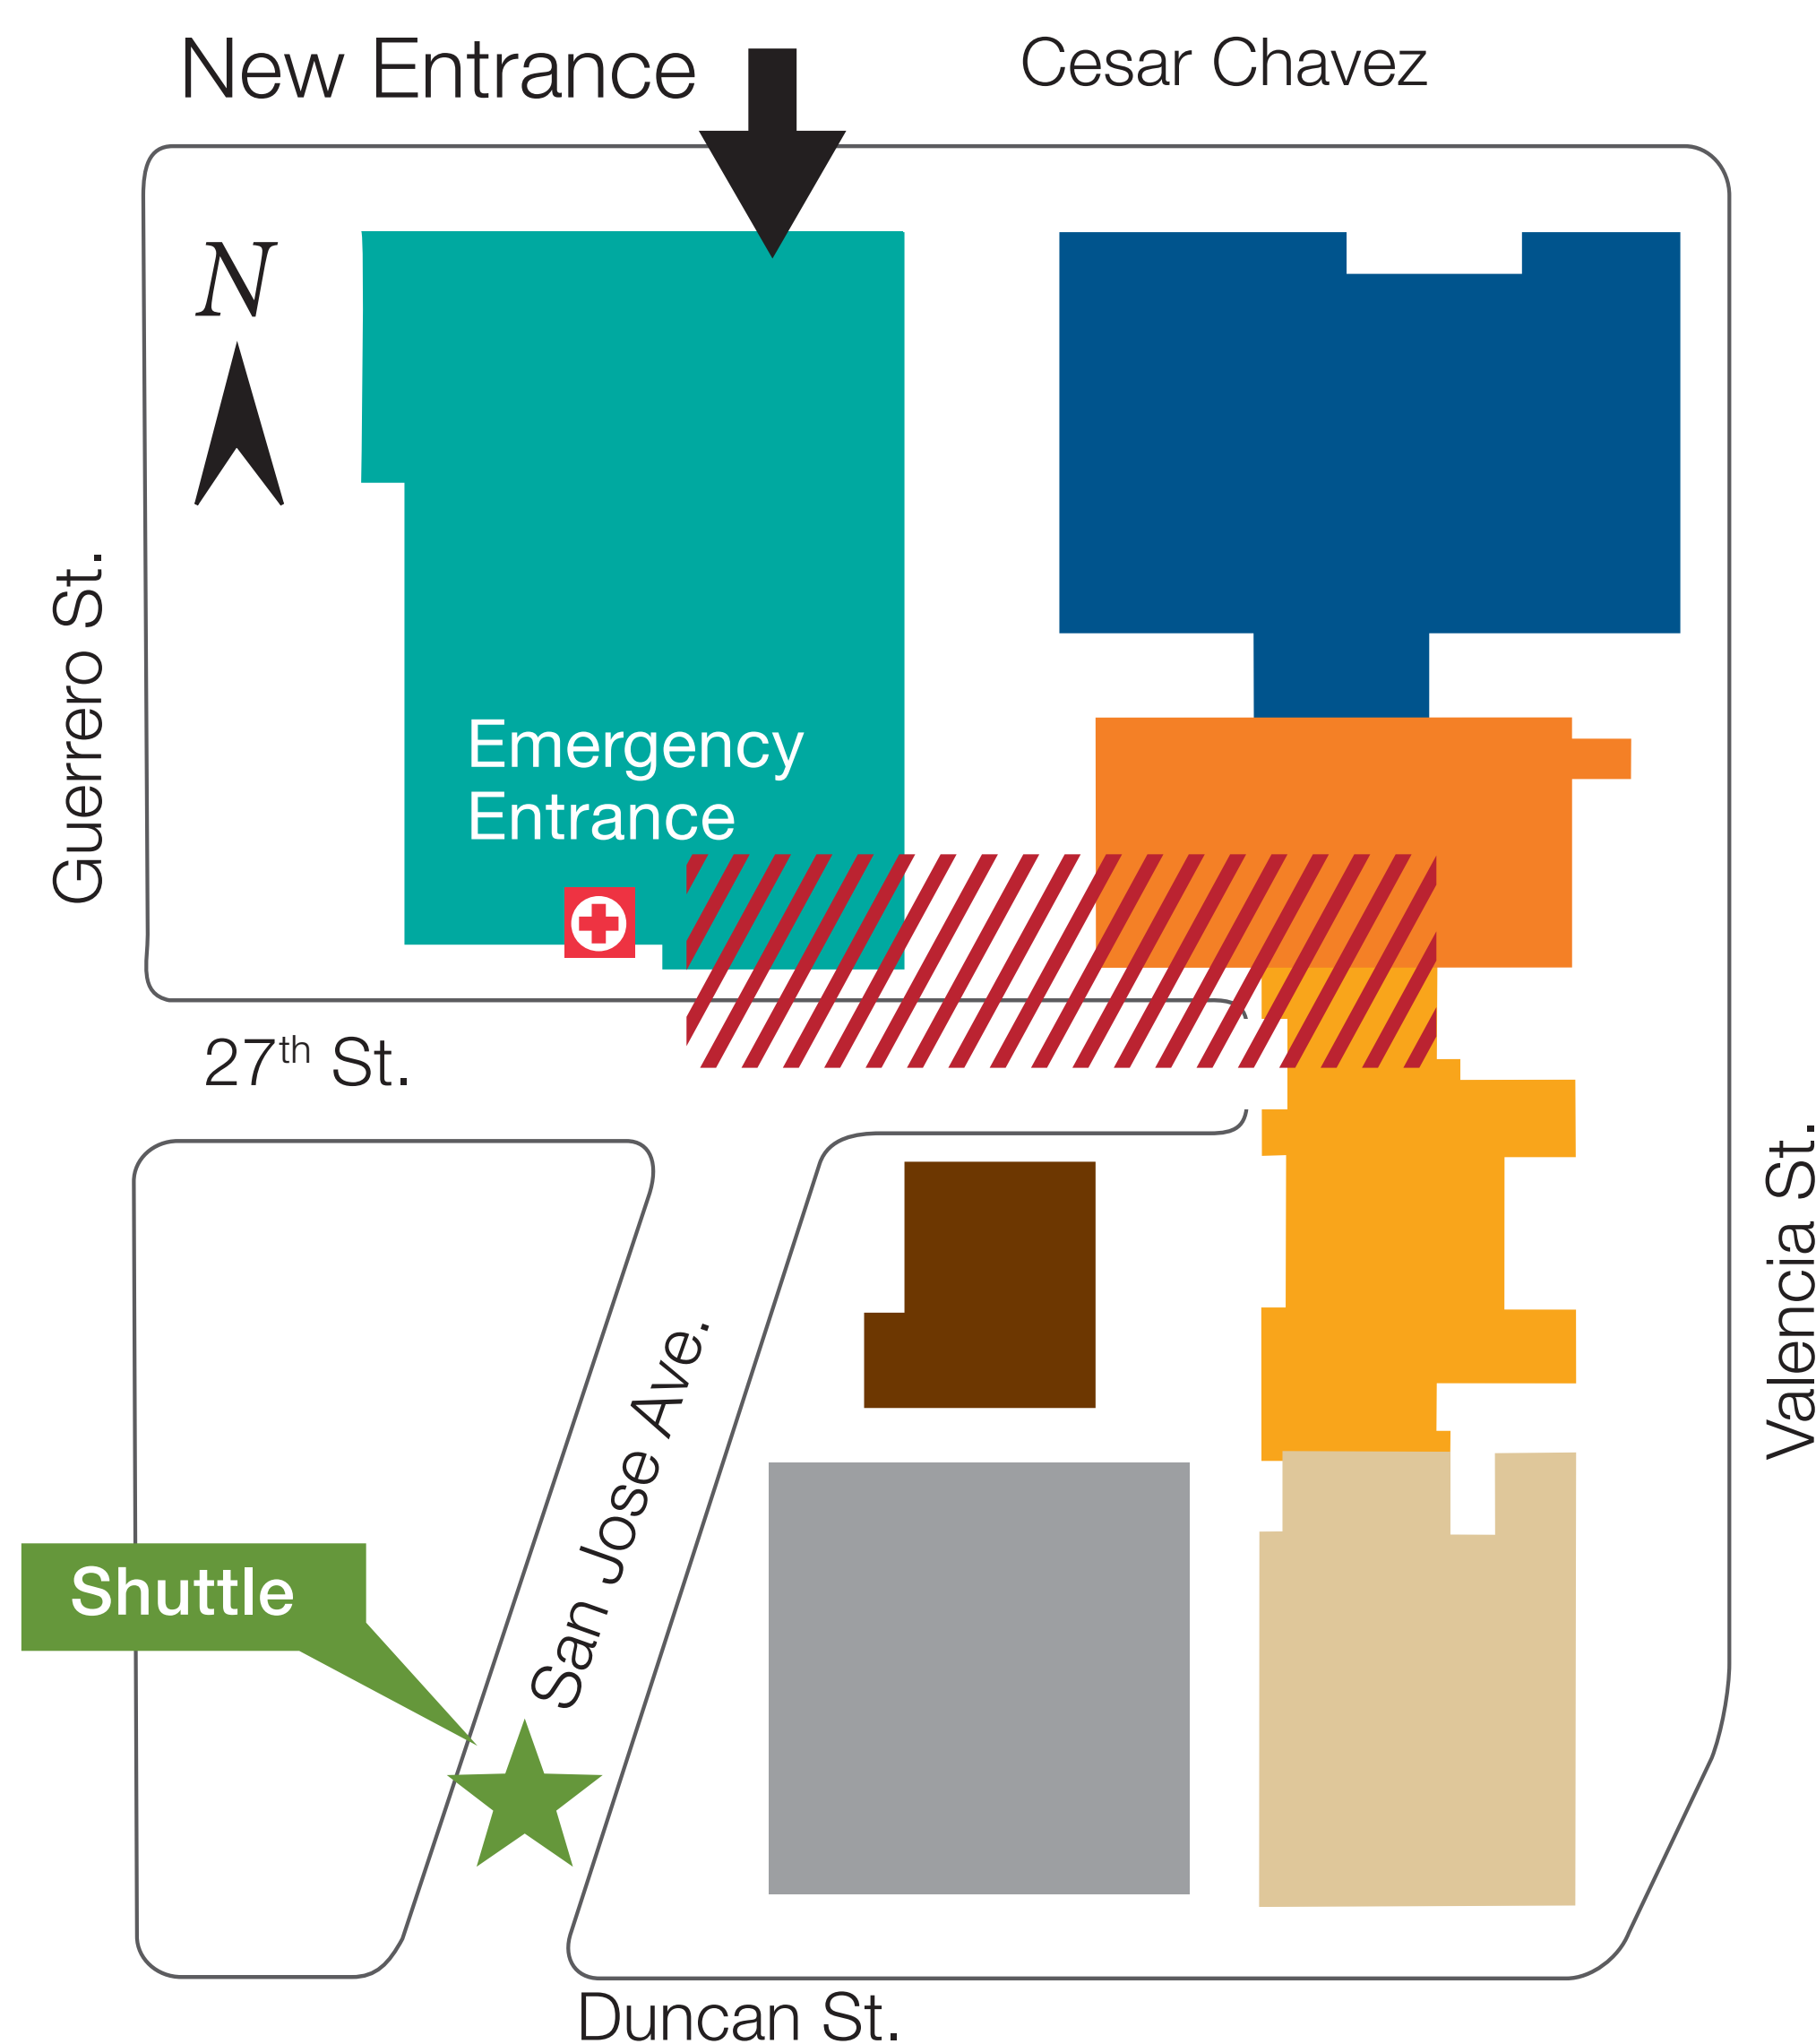 New Entrance
Cesar Chavez
N
Guerrero St.
Emergency
Entrance
27th St.
Valencia St.
San Jose Ave.
Shuttle
Duncan St.